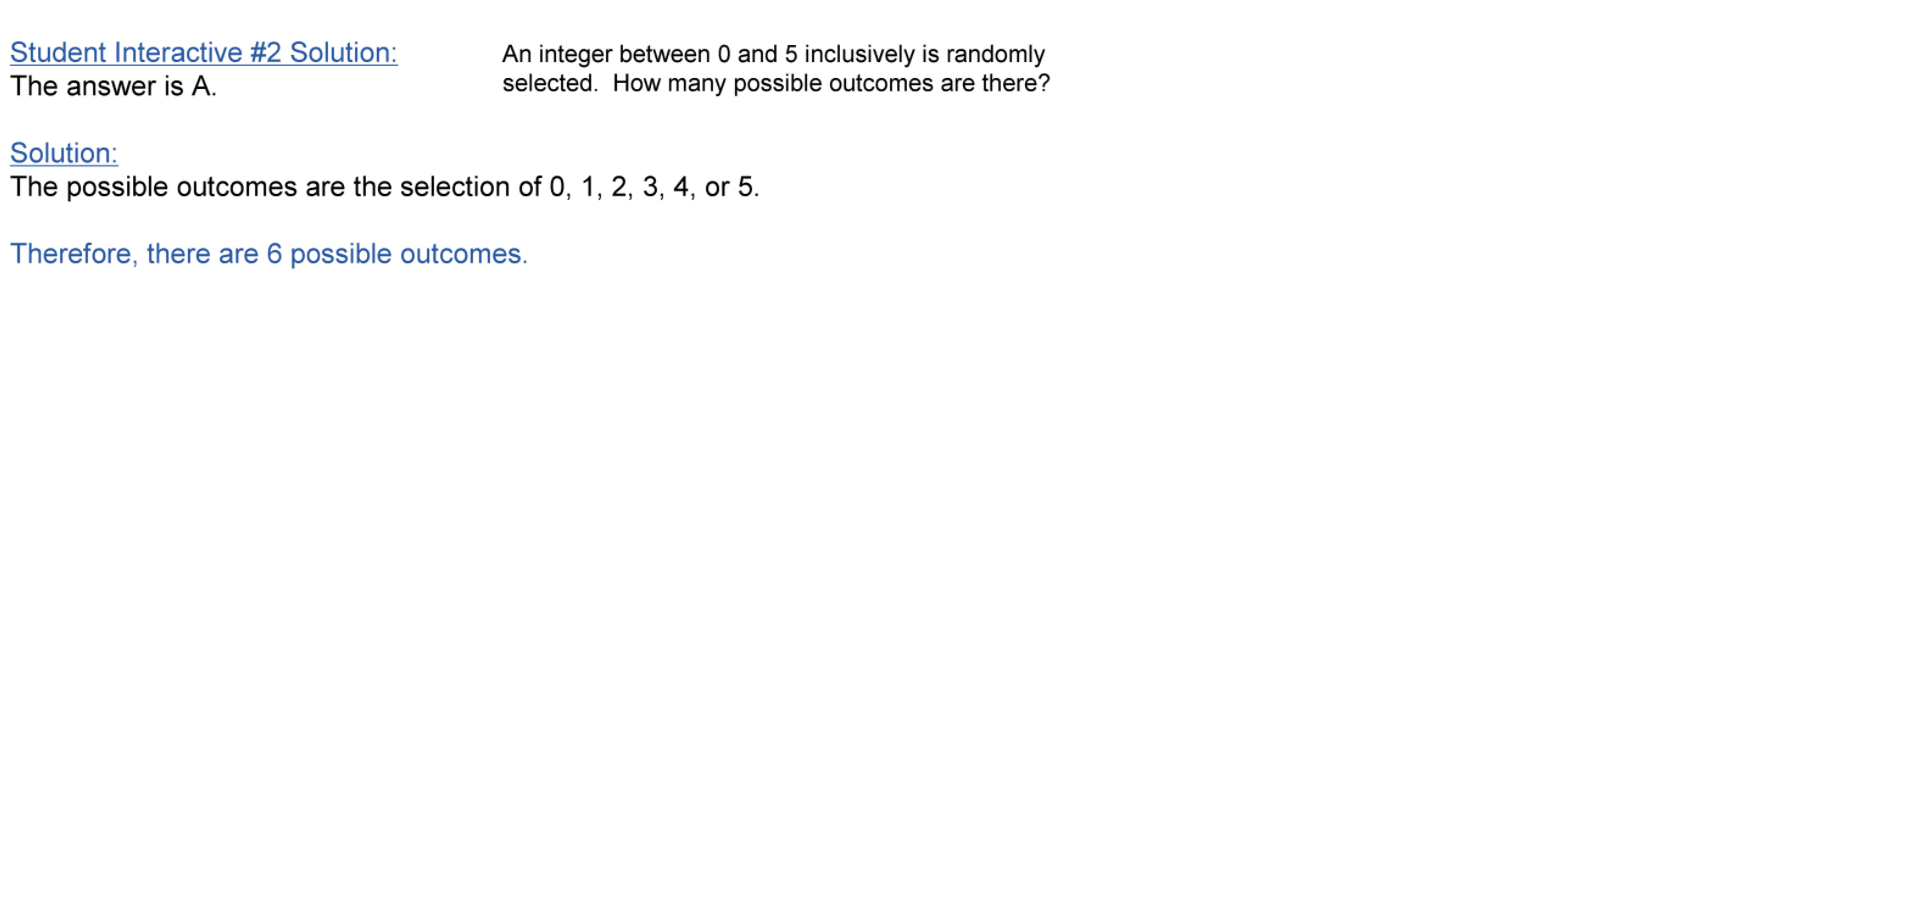 Student Interactive #2 Solution:
The answer is A.
An integer between 0 and 5 inclusively is randomly
selected.  How many possible outcomes are there?
Solution:
The possible outcomes are the selection of 0, 1, 2, 3, 4, or 5.
Therefore, there are 6 possible outcomes.